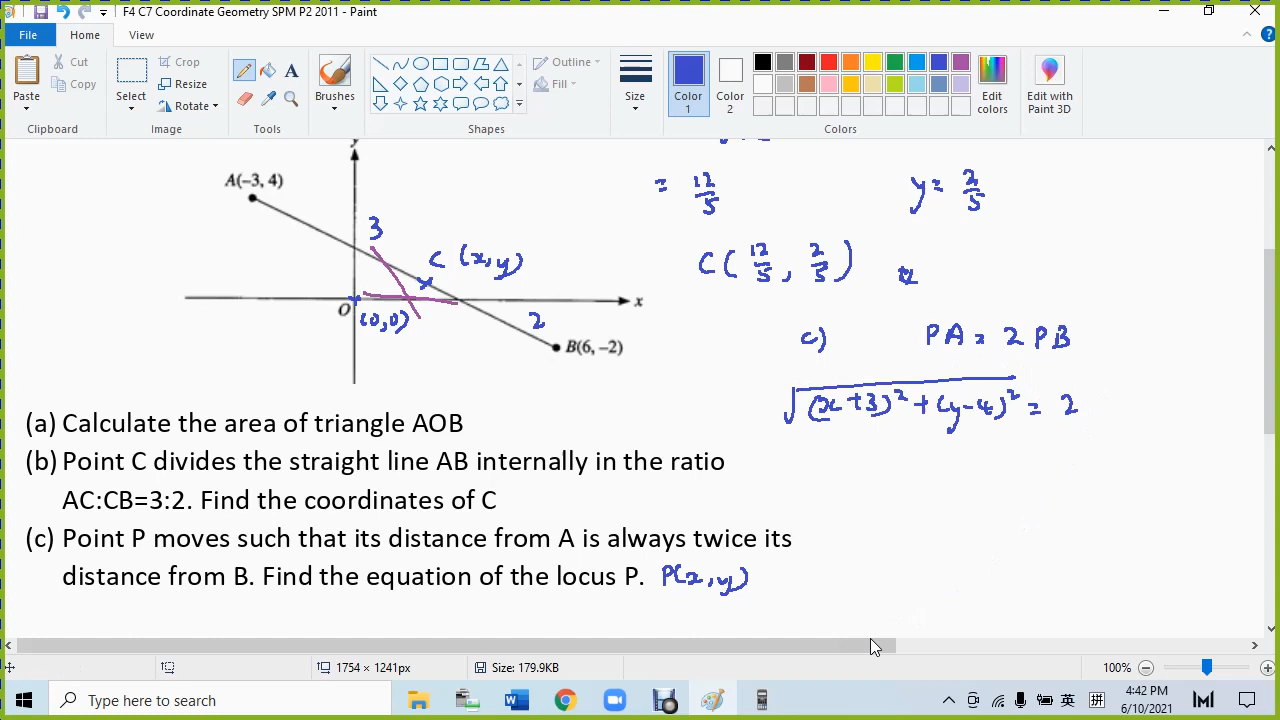 F4 C7 Coordinate Geometry SPM P2 2011 - Paint
File Home View
Paste Cut Copy Clipboard
Select Crop Resize Rotate Image
Tools
Brushes
Outline Fill Shapes
Size
Color 1 Color 2 Edit colors Colors
Edit with Paint 3D
y
A(−3, 4)
3
C (x, y)
O
(0,0)
x
2
B(6, −2)
= 12/5
y = 2/5
C ( 12/5 , 2/5 )
c) PA = 2 PB
√(x+3)² + (y-4)² = 2
(a) Calculate the area of triangle AOB
(b) Point C divides the straight line AB internally in the ratio
AC:CB=3:2. Find the coordinates of C
(c) Point P moves such that its distance from A is always twice its
distance from B. Find the equation of the locus P. P(x, y)
1754 × 1241px Size: 179.9KB 100%
Type here to search
英 拼 4:42 PM
6/10/2021